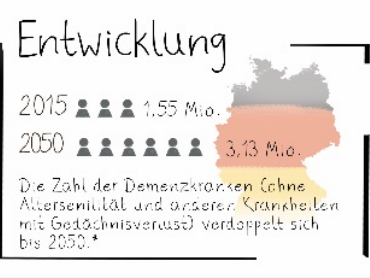 Entwicklung
2015 1,55 Mio.
2050 3,13 Mio.
Die Zahl der Demenzkranken (ohne
Altersenilität und anderen Krankheiten
mit Gedächnisverlust) verdoppelt sich
bis 2050.*